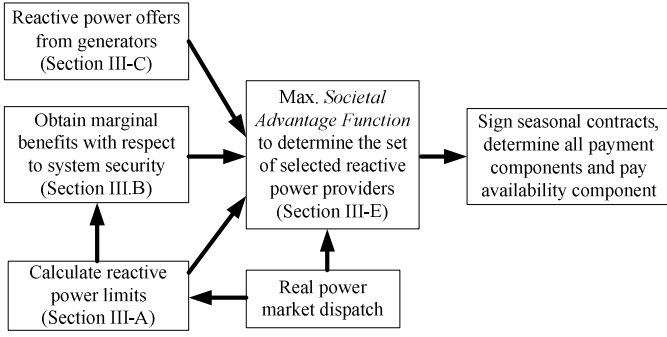 Reactive power offers
from generators
(Section III-C)
Obtain marginal
benefits with respect
to system security
(Section III.B)
Calculate reactive
power limits
(Section III-A)
Max. Societal
Advantage Function
to determine the set
of selected reactive
power providers
(Section III-E)
Real power
market dispatch
Sign seasonal contracts,
determine all payment
components and pay
availability component